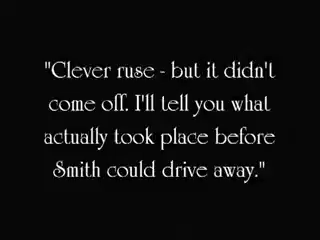 "Clever ruse - but it didn't
come off. I'll tell you what
actually took place before
Smith could drive away."